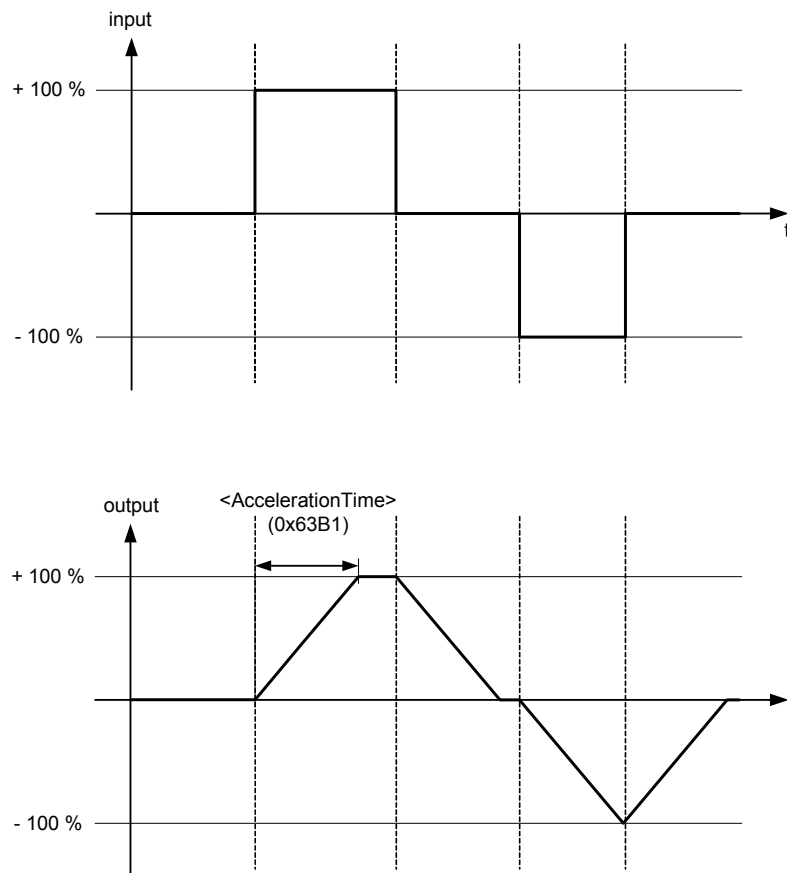 input
+ 100 %
t
- 100 %
<AccelerationTime>
(0x63B1)
output
+ 100 %
- 100 %